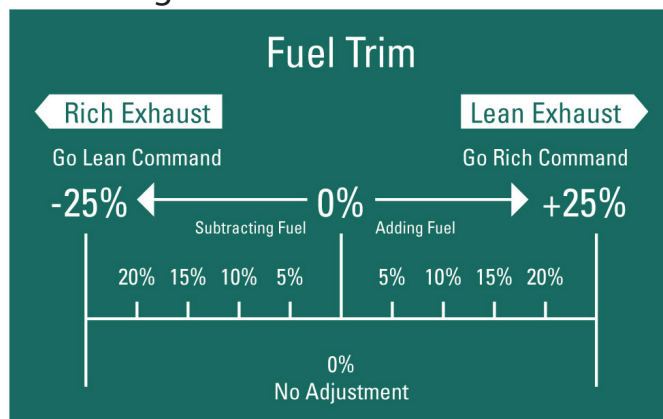 Fuel Trim
Rich Exhaust Lean Exhaust
Go Lean Command Go Rich Command
-25% 0% +25%
Subtracting Fuel Adding Fuel
20% 15% 10% 5% 5% 10% 15% 20%
0%
No Adjustment